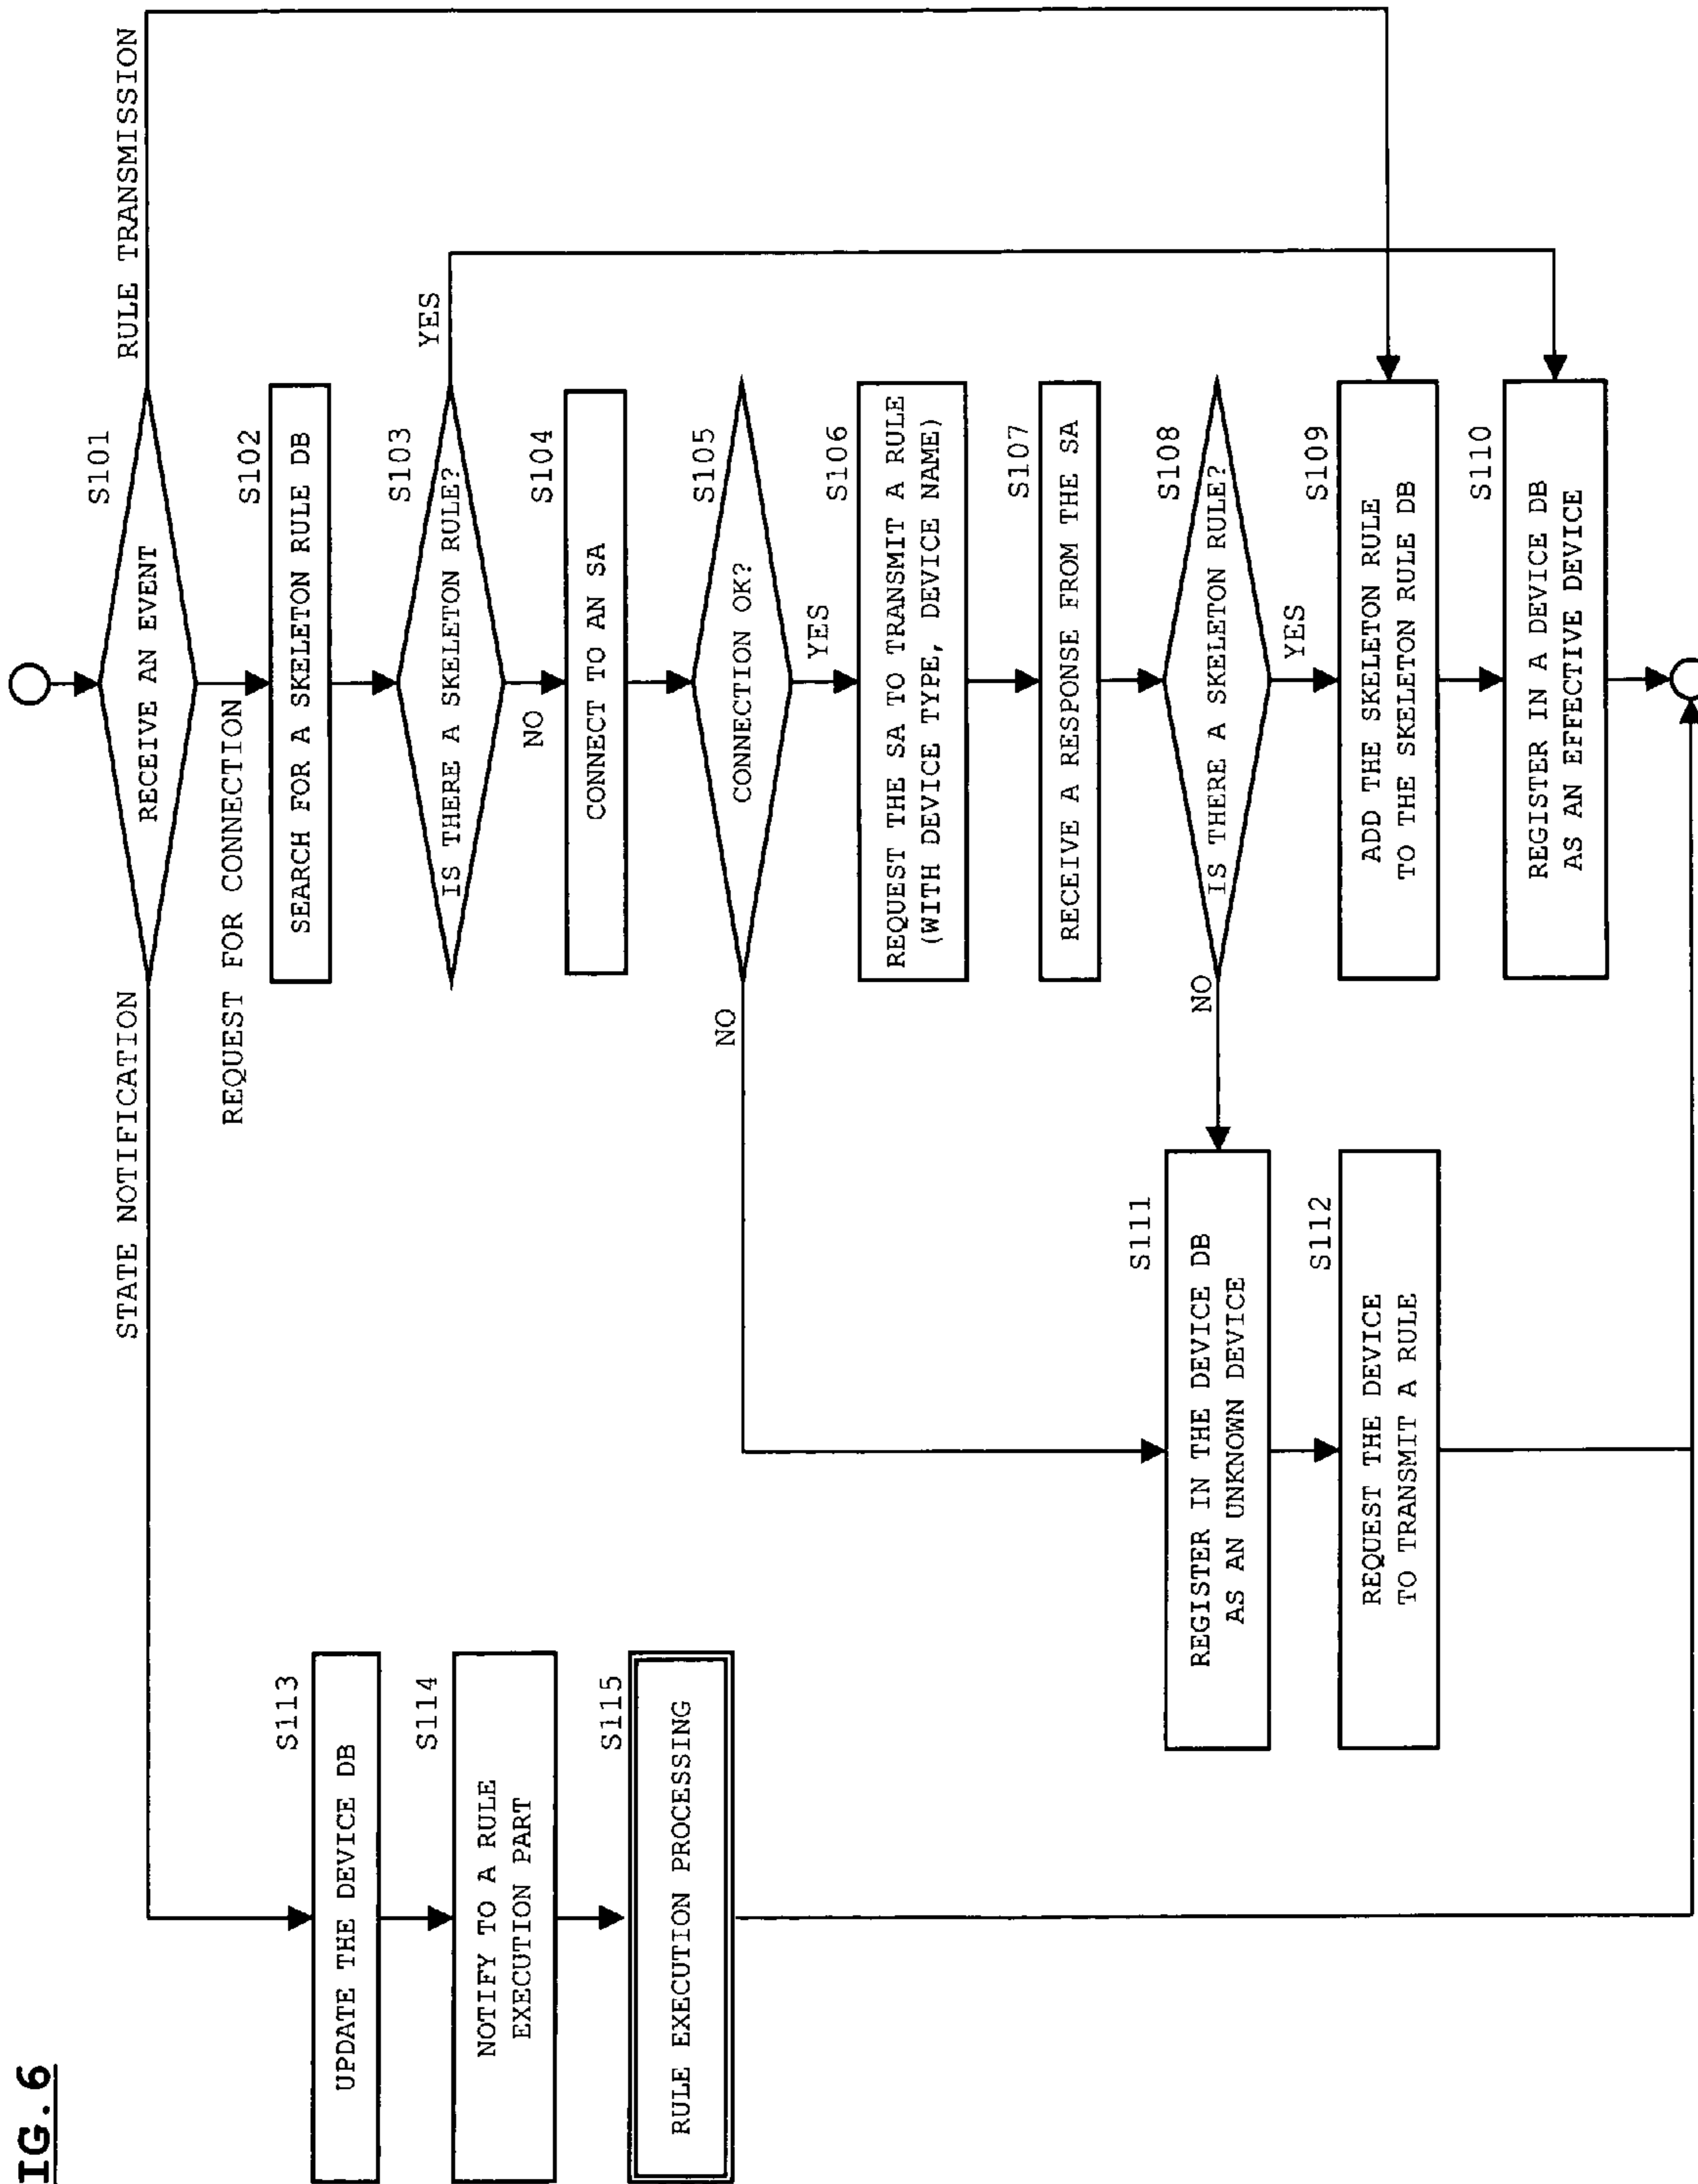 IG.6
RULE TRANSMISSION
STATE NOTIFICATION
S101
RECEIVE AN EVENT
REQUEST FOR CONNECTION
S102
SEARCH FOR A SKELETON RULE DB
S103
IS THERE A SKELETON RULE?
YES
NO
S104
CONNECT TO AN SA
S105
CONNECTION OK?
NO
YES
S106
REQUEST THE SA TO TRANSMIT A RULE
(WITH DEVICE TYPE, DEVICE NAME)
S107
RECEIVE A RESPONSE FROM THE SA
S108
IS THERE A SKELETON RULE?
NO
YES
S109
ADD THE SKELETON RULE
TO THE SKELETON RULE DB
S110
REGISTER IN A DEVICE DB
AS AN EFFECTIVE DEVICE
S111
REGISTER IN THE DEVICE DB
AS AN UNKNOWN DEVICE
S112
REQUEST THE DEVICE
TO TRANSMIT A RULE
S113
UPDATE THE DEVICE DB
S114
NOTIFY TO A RULE
EXECUTION PART
S115
RULE EXECUTION PROCESSING